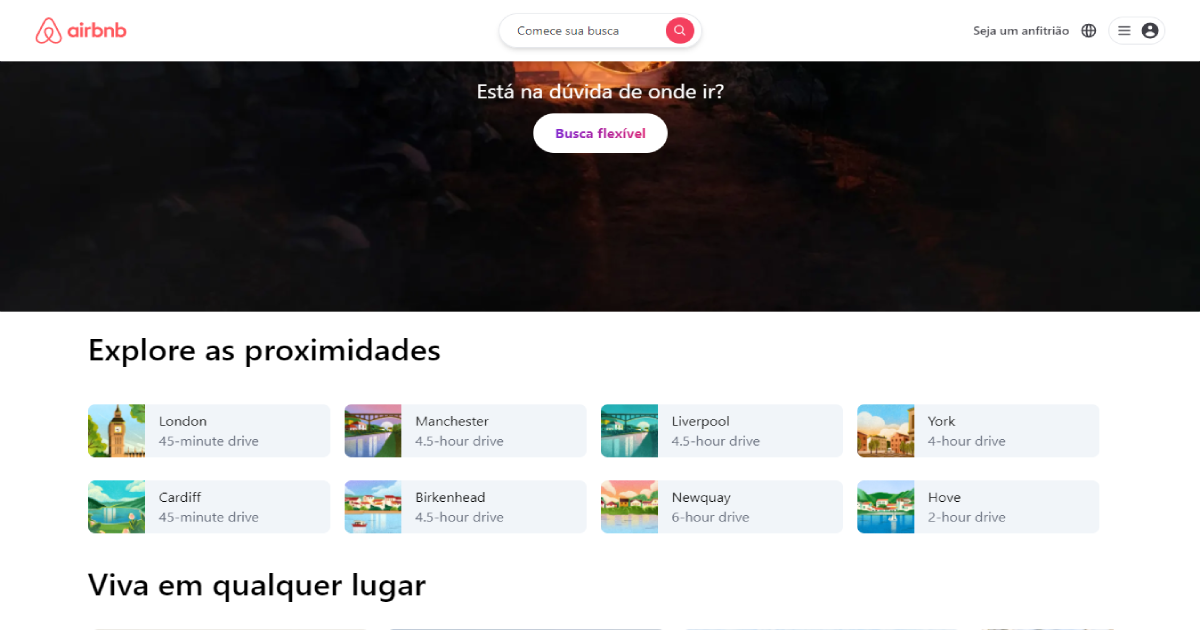 airbnb
Comece sua busca
Seja um anfitrião
Está na dúvida de onde ir?
Busca flexível
Explore as proximidades
London
45-minute drive
Manchester
4.5-hour drive
Liverpool
4.5-hour drive
York
4-hour drive
Cardiff
45-minute drive
Birkenhead
4.5-hour drive
Newquay
6-hour drive
Hove
2-hour drive
Viva em qualquer lugar